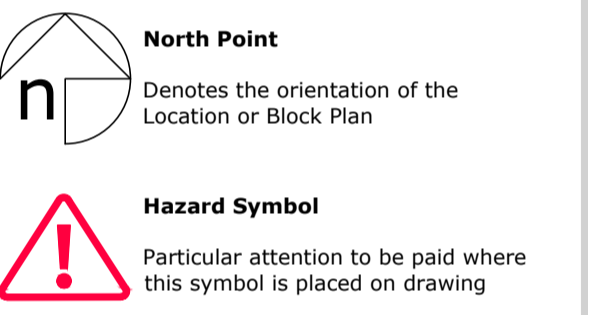 North Point
n
Denotes the orientation of the
Location or Block Plan
Hazard Symbol
!
Particular attention to be paid where
this symbol is placed on drawing